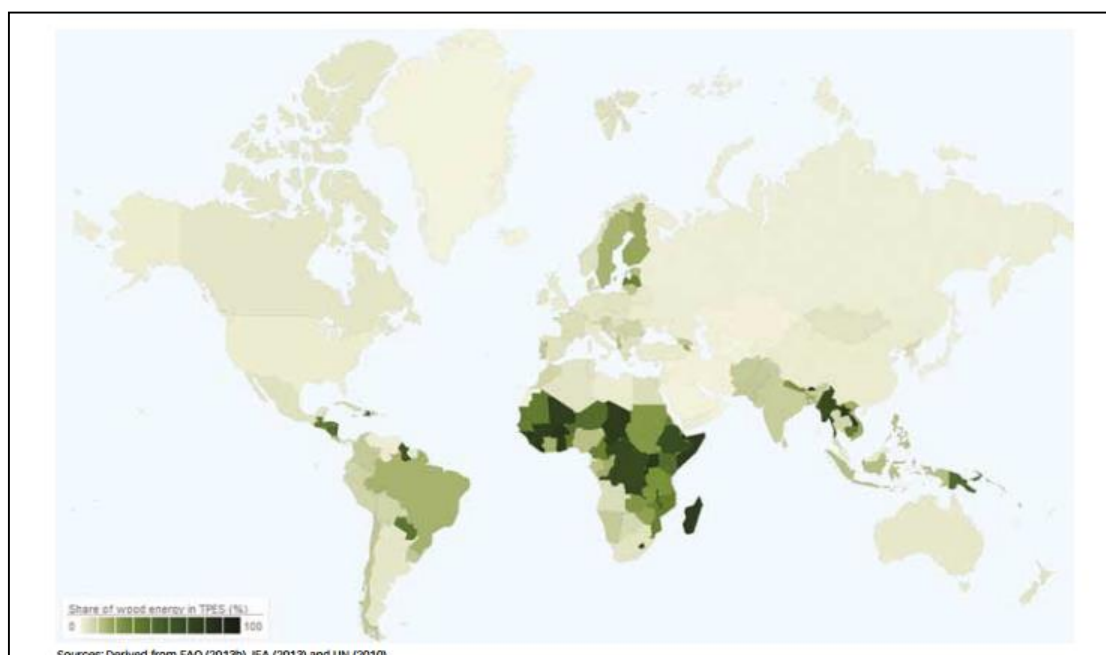 Share of wood energy in TPES (%)
0 100
Sources: Derived from FAO (2013b), IEA (2013) and UN (2010)